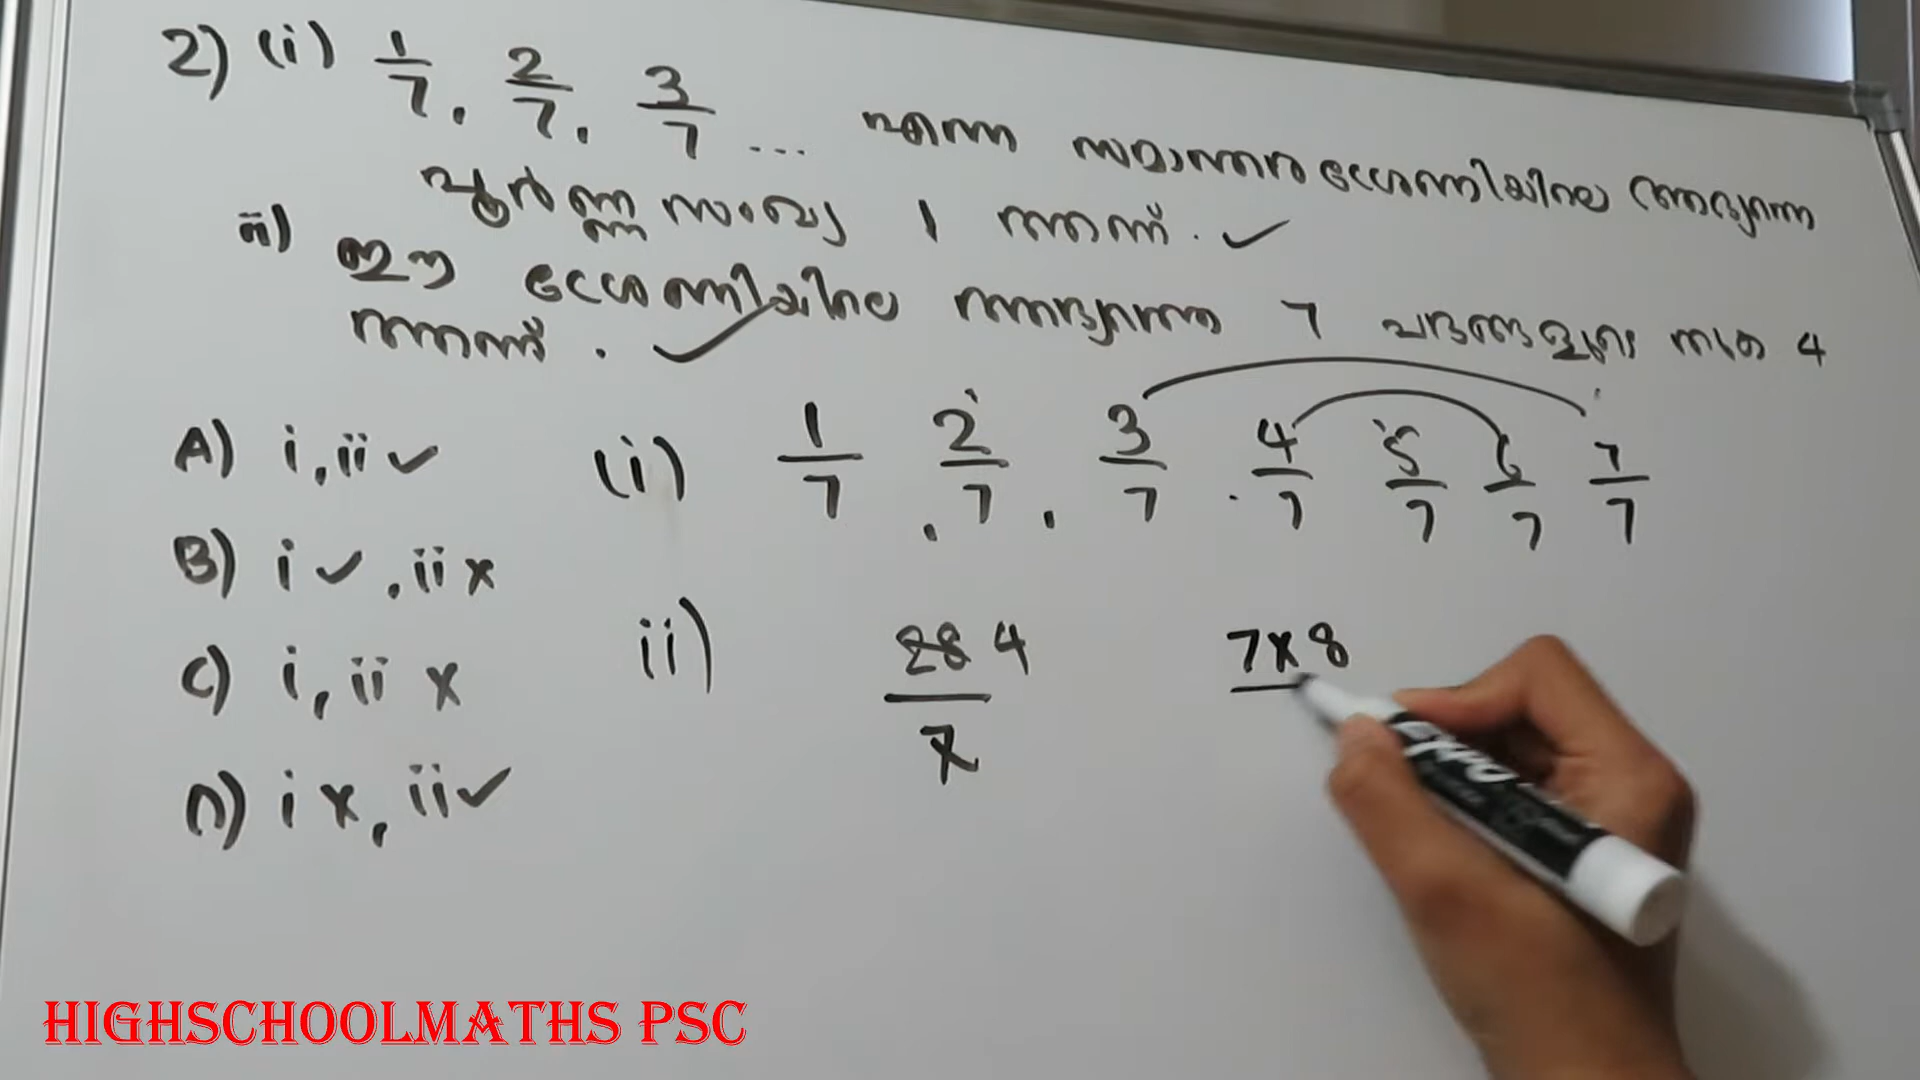 2) (i) 1/7, 2/7, 3/7 ... എന്ന സമാന്തരശ്രേണിയിലെ ആദ്യത്തെ
പൂർണ്ണസംഖ്യ 1 ആണ്. ✓
ii) ഈ ശ്രേണിയിലെ ആദ്യത്തെ 7 പദങ്ങളുടെ തുക 4
ആണ്. ✓
(i) 1/7, 2/7, 3/7. 4/7 5/7 6/7 7/7
A) i, ii ✓
B) i ✓, ii x
ii) 28/7 4 7x8
C) i, ii x
D) i x, ii ✓
HIGHSCHOOLMATHS PSC